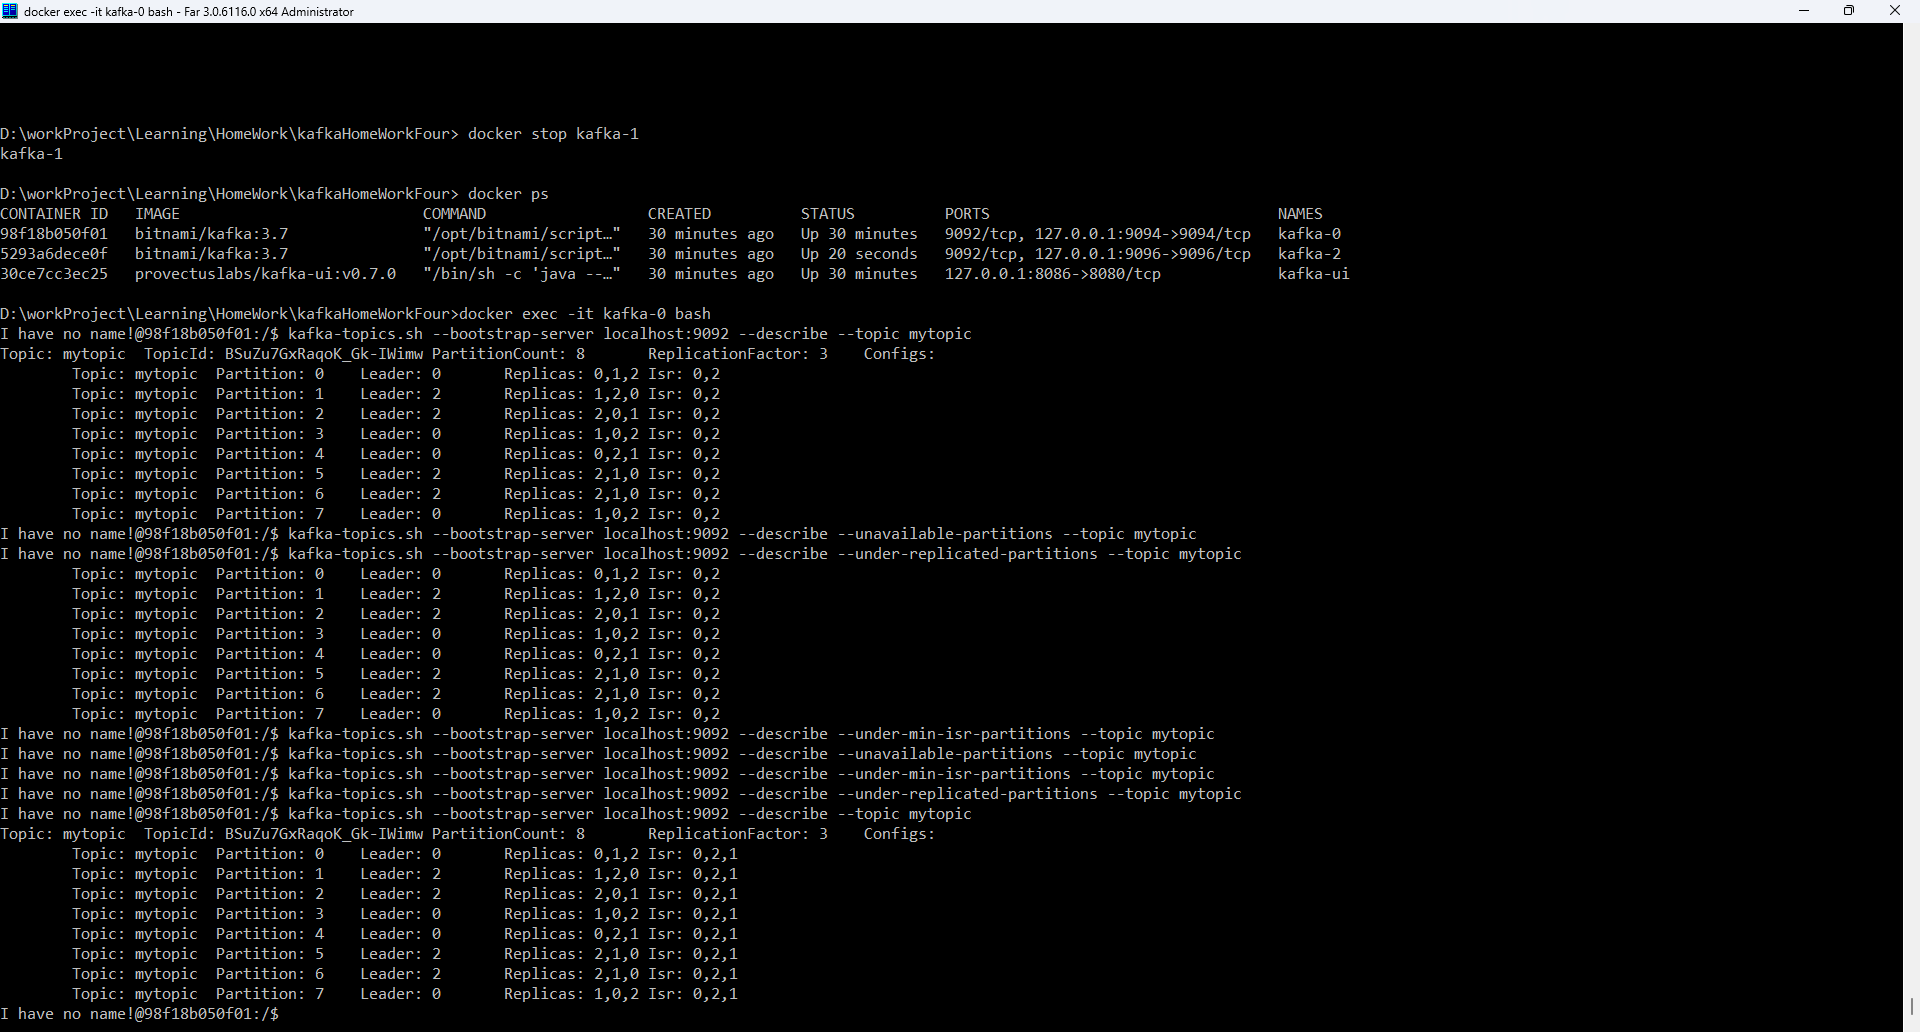 docker exec -it kafka-0 bash - Far 3.0.6116.0 x64 Administrator
D:\workProject\Learning\HomeWork\kafkaHomeWorkFour> docker stop kafka-1
kafka-1
D:\workProject\Learning\HomeWork\kafkaHomeWorkFour> docker ps
CONTAINER ID   IMAGE                           COMMAND                  CREATED          STATUS          PORTS                                NAMES
98f18b050f01   bitnami/kafka:3.7               "/opt/bitnami/script…"   30 minutes ago   Up 30 minutes   9092/tcp, 127.0.0.1:9094->9094/tcp   kafka-0
5293a6dece0f   bitnami/kafka:3.7               "/opt/bitnami/script…"   30 minutes ago   Up 20 seconds   9092/tcp, 127.0.0.1:9096->9096/tcp   kafka-2
30ce7cc3ec25   provectuslabs/kafka-ui:v0.7.0   "/bin/sh -c 'java --…"   30 minutes ago   Up 30 minutes   127.0.0.1:8086->8080/tcp             kafka-ui
D:\workProject\Learning\HomeWork\kafkaHomeWorkFour>docker exec -it kafka-0 bash
I have no name!@98f18b050f01:/$ kafka-topics.sh --bootstrap-server localhost:9092 --describe --topic mytopic
Topic: mytopic  TopicId: BSuZu7GxRaqoK_Gk-IWimw PartitionCount: 8       ReplicationFactor: 3    Configs:
        Topic: mytopic  Partition: 0    Leader: 0       Replicas: 0,1,2 Isr: 0,2
        Topic: mytopic  Partition: 1    Leader: 2       Replicas: 1,2,0 Isr: 0,2
        Topic: mytopic  Partition: 2    Leader: 2       Replicas: 2,0,1 Isr: 0,2
        Topic: mytopic  Partition: 3    Leader: 0       Replicas: 1,0,2 Isr: 0,2
        Topic: mytopic  Partition: 4    Leader: 0       Replicas: 0,2,1 Isr: 0,2
        Topic: mytopic  Partition: 5    Leader: 2       Replicas: 2,1,0 Isr: 0,2
        Topic: mytopic  Partition: 6    Leader: 2       Replicas: 2,1,0 Isr: 0,2
        Topic: mytopic  Partition: 7    Leader: 0       Replicas: 1,0,2 Isr: 0,2
I have no name!@98f18b050f01:/$ kafka-topics.sh --bootstrap-server localhost:9092 --describe --unavailable-partitions --topic mytopic
I have no name!@98f18b050f01:/$ kafka-topics.sh --bootstrap-server localhost:9092 --describe --under-replicated-partitions --topic mytopic
        Topic: mytopic  Partition: 0    Leader: 0       Replicas: 0,1,2 Isr: 0,2
        Topic: mytopic  Partition: 1    Leader: 2       Replicas: 1,2,0 Isr: 0,2
        Topic: mytopic  Partition: 2    Leader: 2       Replicas: 2,0,1 Isr: 0,2
        Topic: mytopic  Partition: 3    Leader: 0       Replicas: 1,0,2 Isr: 0,2
        Topic: mytopic  Partition: 4    Leader: 0       Replicas: 0,2,1 Isr: 0,2
        Topic: mytopic  Partition: 5    Leader: 2       Replicas: 2,1,0 Isr: 0,2
        Topic: mytopic  Partition: 6    Leader: 2       Replicas: 2,1,0 Isr: 0,2
        Topic: mytopic  Partition: 7    Leader: 0       Replicas: 1,0,2 Isr: 0,2
I have no name!@98f18b050f01:/$ kafka-topics.sh --bootstrap-server localhost:9092 --describe --under-min-isr-partitions --topic mytopic
I have no name!@98f18b050f01:/$ kafka-topics.sh --bootstrap-server localhost:9092 --describe --unavailable-partitions --topic mytopic
I have no name!@98f18b050f01:/$ kafka-topics.sh --bootstrap-server localhost:9092 --describe --under-min-isr-partitions --topic mytopic
I have no name!@98f18b050f01:/$ kafka-topics.sh --bootstrap-server localhost:9092 --describe --under-replicated-partitions --topic mytopic
I have no name!@98f18b050f01:/$ kafka-topics.sh --bootstrap-server localhost:9092 --describe --topic mytopic
Topic: mytopic  TopicId: BSuZu7GxRaqoK_Gk-IWimw PartitionCount: 8       ReplicationFactor: 3    Configs:
        Topic: mytopic  Partition: 0    Leader: 0       Replicas: 0,1,2 Isr: 0,2,1
        Topic: mytopic  Partition: 1    Leader: 2       Replicas: 1,2,0 Isr: 0,2,1
        Topic: mytopic  Partition: 2    Leader: 2       Replicas: 2,0,1 Isr: 0,2,1
        Topic: mytopic  Partition: 3    Leader: 0       Replicas: 1,0,2 Isr: 0,2,1
        Topic: mytopic  Partition: 4    Leader: 0       Replicas: 0,2,1 Isr: 0,2,1
        Topic: mytopic  Partition: 5    Leader: 2       Replicas: 2,1,0 Isr: 0,2,1
        Topic: mytopic  Partition: 6    Leader: 2       Replicas: 2,1,0 Isr: 0,2,1
        Topic: mytopic  Partition: 7    Leader: 0       Replicas: 1,0,2 Isr: 0,2,1
I have no name!@98f18b050f01:/$